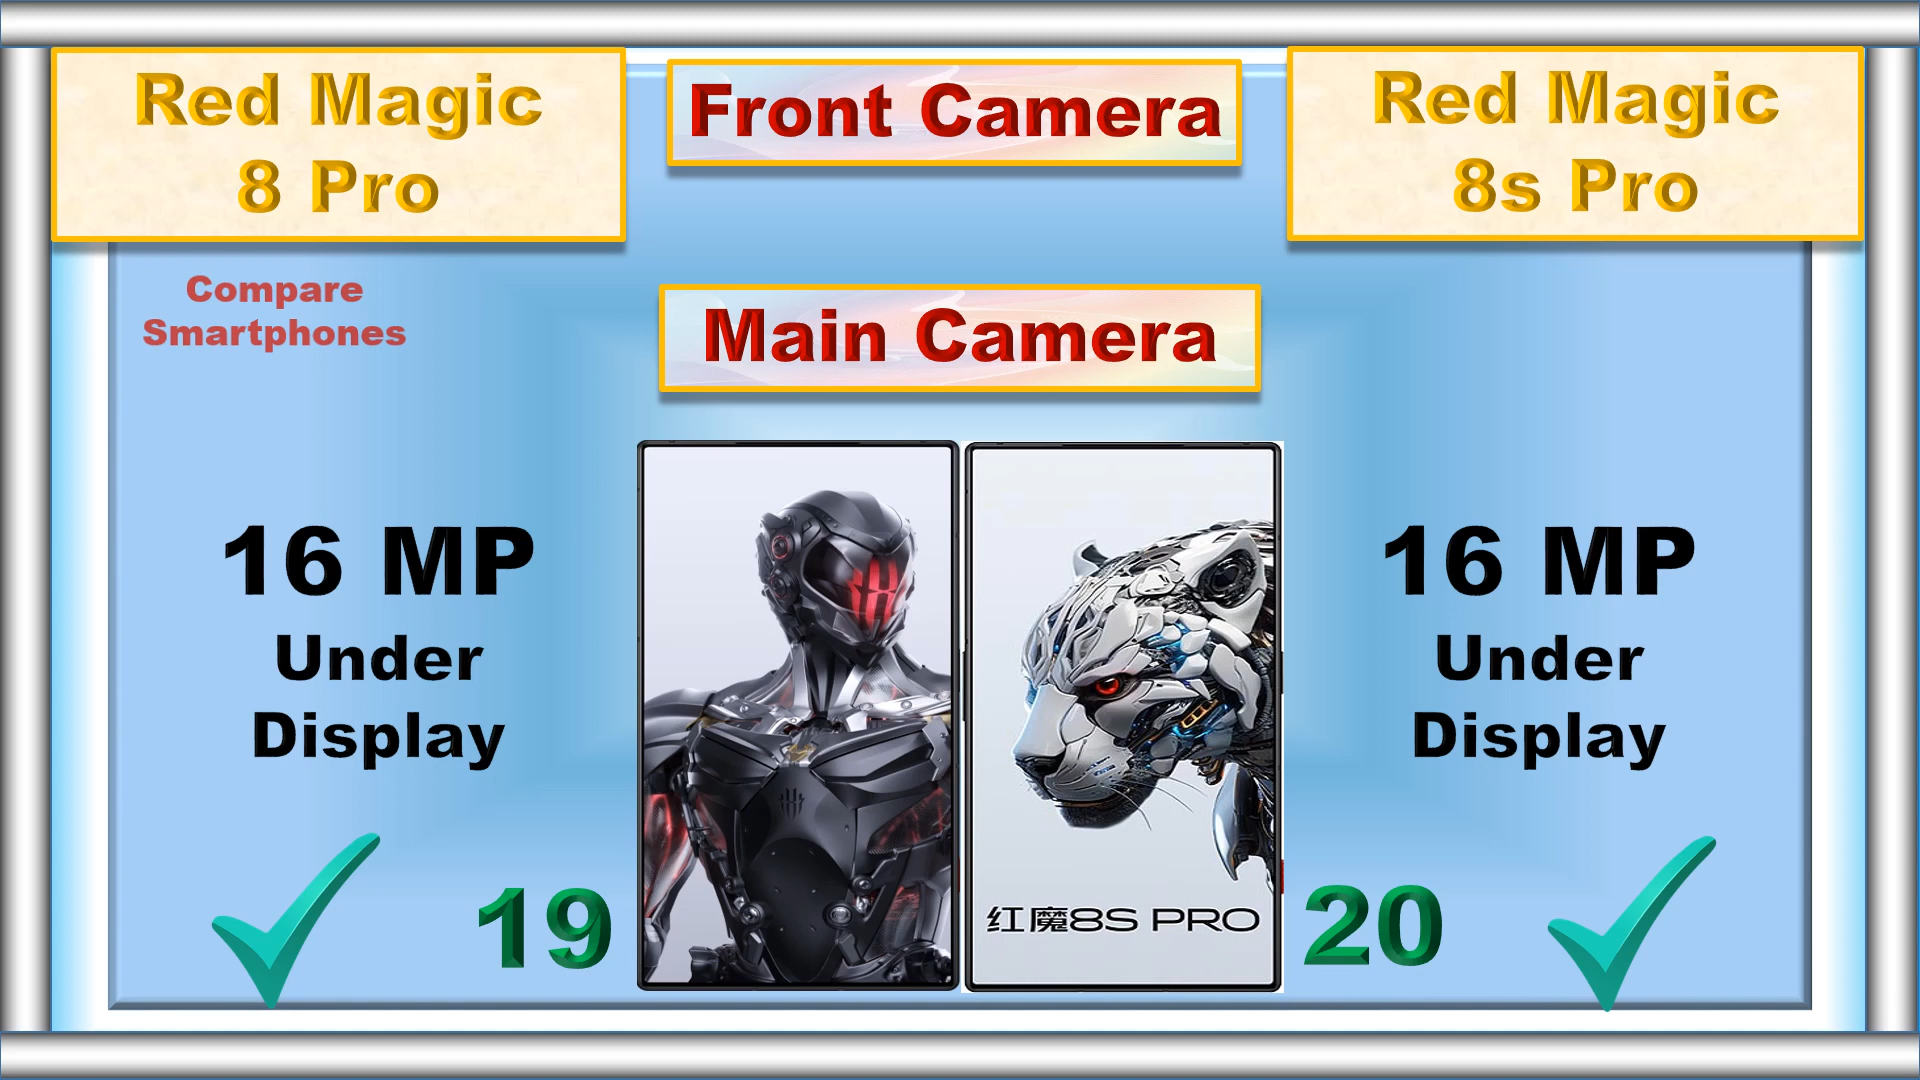 Red Magic
8 Pro
Front Camera
Red Magic
8s Pro
Compare
Smartphones
Main Camera
16 MP
Under
Display
16 MP
Under
Display
19
红魔8S PRO
20